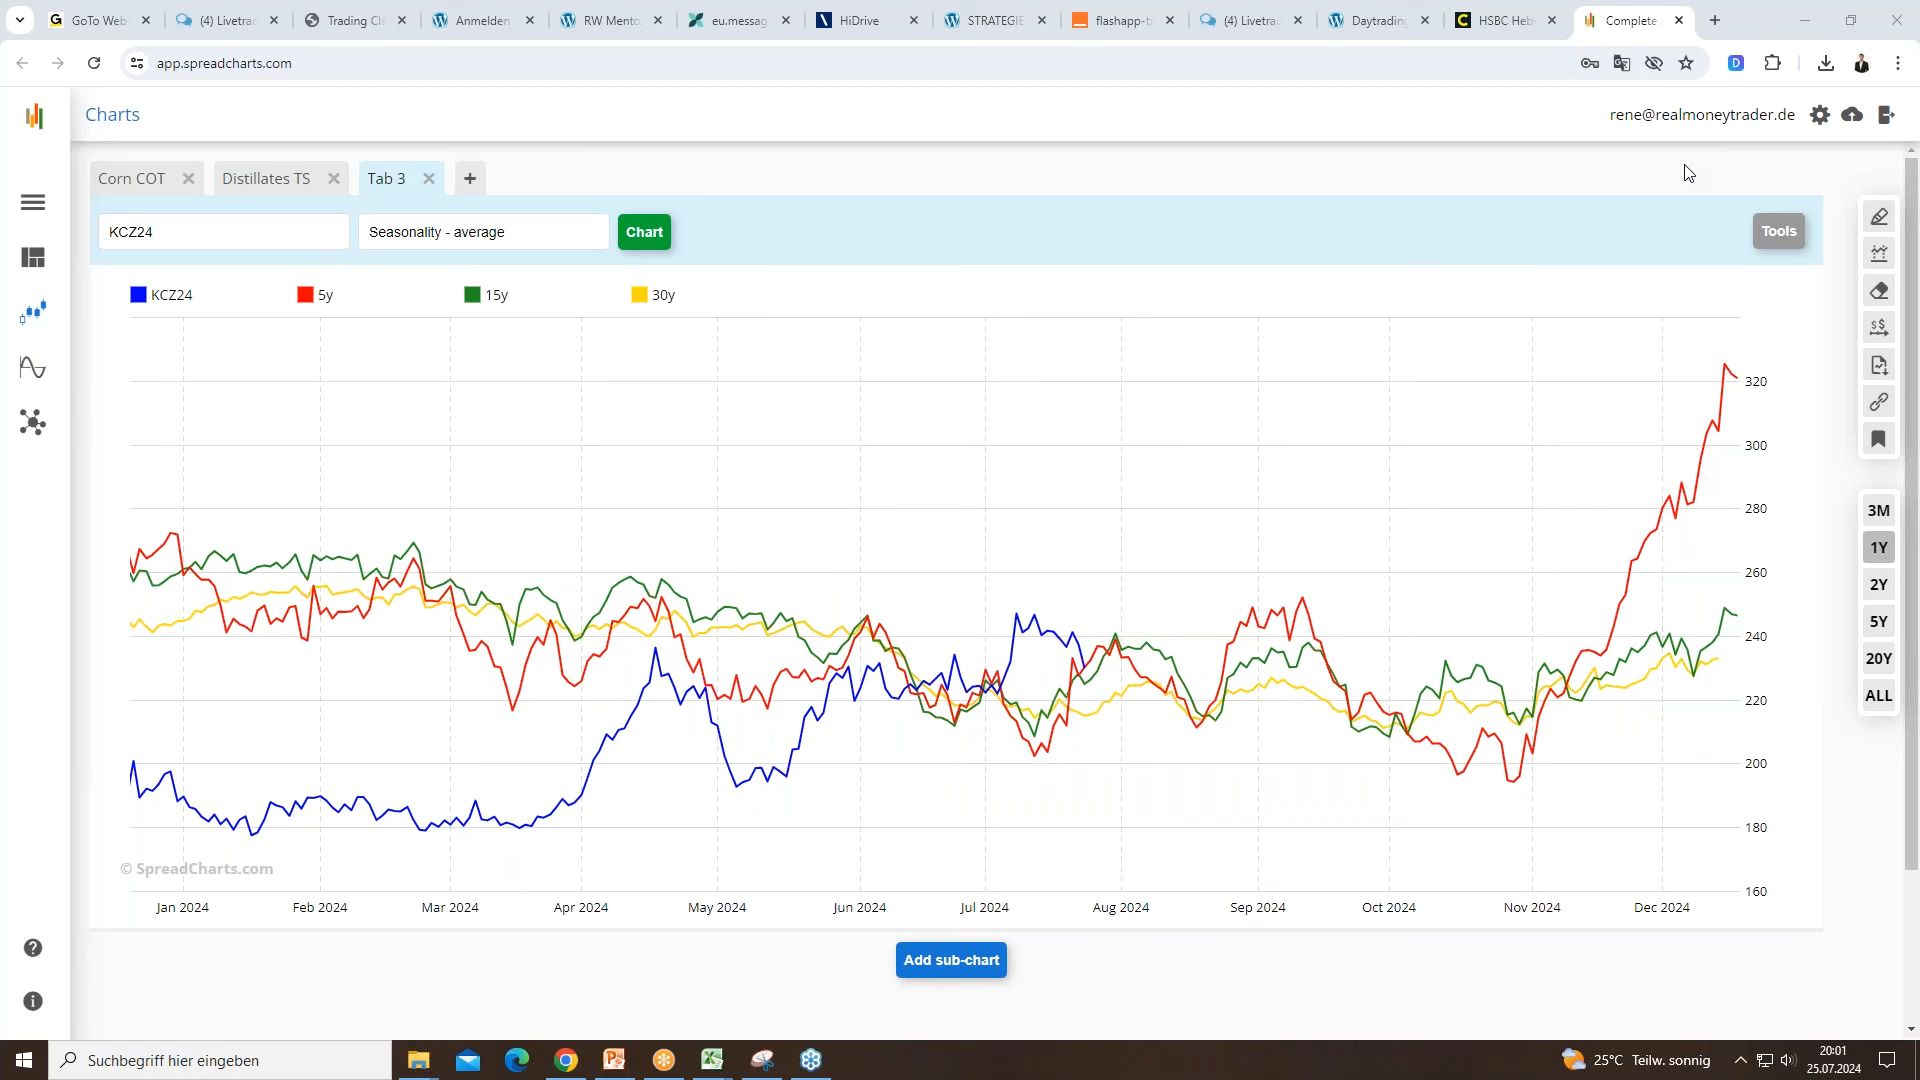 GoTo Web
(4) Livetrad
Trading Cl
Anmelden
RW Mento
eu.messag
HiDrive
STRATEGIE
flashapp-t
(4) Livetrad
Daytrading
HSBC Heb
Complete
app.spreadcharts.com
Charts
rene@realmoneytrader.de
Corn COT
Distillates TS
Tab 3
KCZ24
Seasonality - average
Chart
Tools
KCZ24
5y
15y
30y
320
300
280
260
240
220
200
180
160
3M
1Y
2Y
5Y
20Y
ALL
© SpreadCharts.com
Jan 2024
Feb 2024
Mar 2024
Apr 2024
May 2024
Jun 2024
Jul 2024
Aug 2024
Sep 2024
Oct 2024
Nov 2024
Dec 2024
Add sub-chart
Suchbegriff hier eingeben
25°C Teilw. sonnig
20:01
25.07.2024